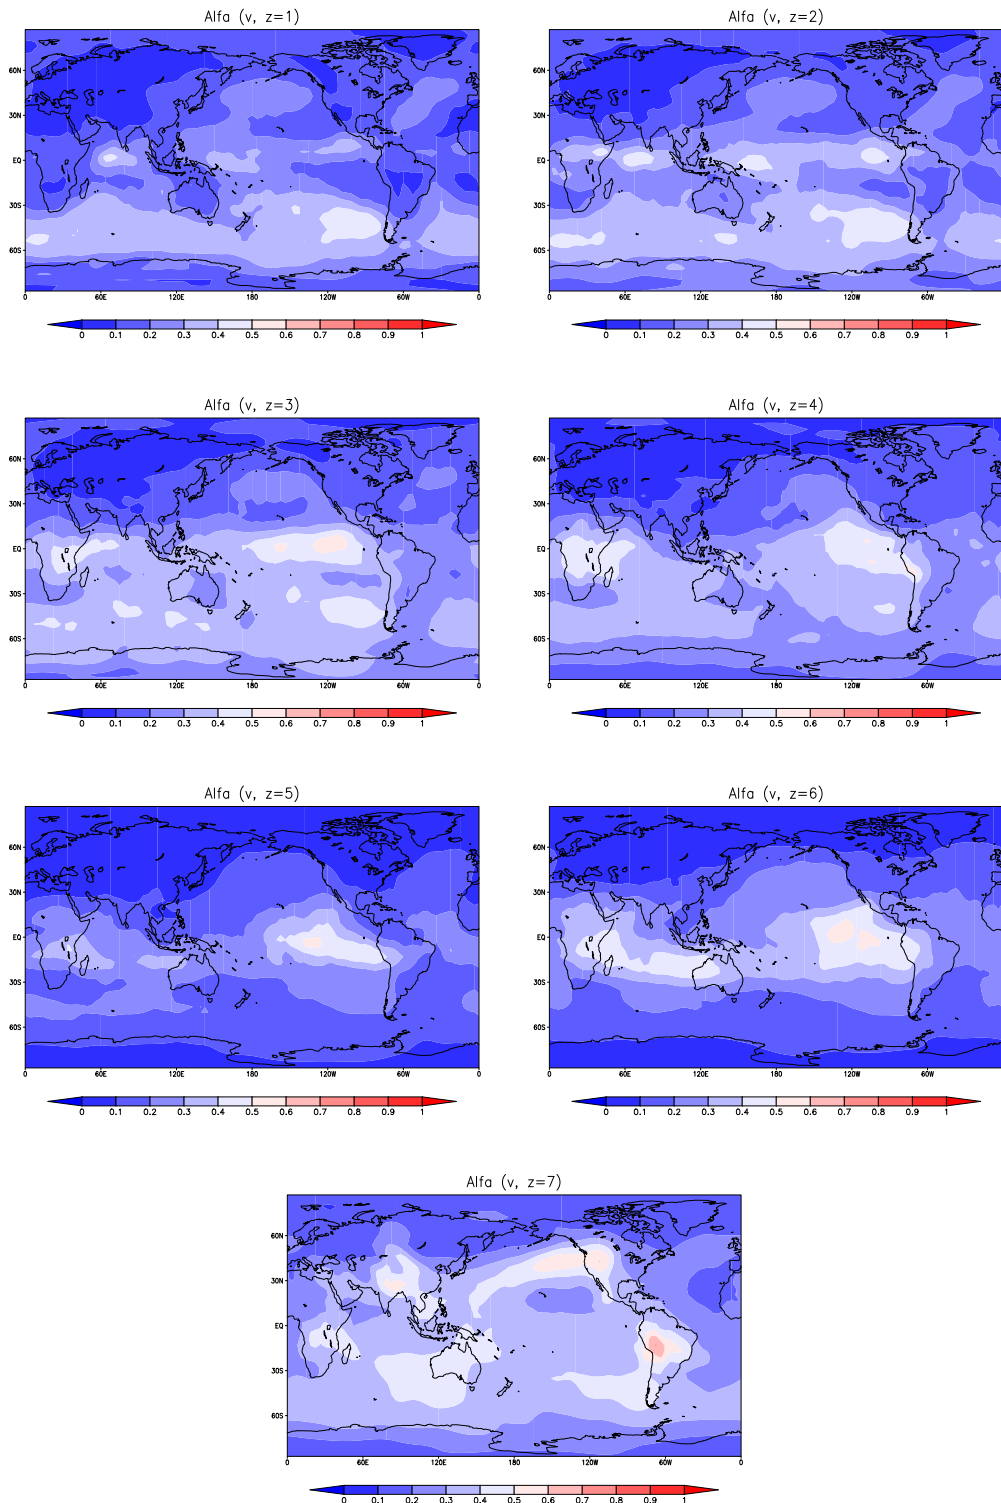 Alfa (v, z=1) Alfa (v, z=2)
60N 60N
30N 30N
EQ EQ
30S 30S
60S 60S
0 60E 120E 180 120W 60W 0 0 60E 120E 180 120W 60W
0 0.1 0.2 0.3 0.4 0.5 0.6 0.7 0.8 0.9 1 0 0.1 0.2 0.3 0.4 0.5 0.6 0.7 0.8 0.9 1
Alfa (v, z=3) Alfa (v, z=4)
60N 60N
30N 30N
EQ EQ
30S 30S
60S 60S
0 60E 120E 180 120W 60W 0 0 60E 120E 180 120W 60W
0 0.1 0.2 0.3 0.4 0.5 0.6 0.7 0.8 0.9 1 0 0.1 0.2 0.3 0.4 0.5 0.6 0.7 0.8 0.9 1
Alfa (v, z=5) Alfa (v, z=6)
60N 60N
30N 30N
EQ EQ
30S 30S
60S 60S
0 60E 120E 180 120W 60W 0 0 60E 120E 180 120W 60W
0 0.1 0.2 0.3 0.4 0.5 0.6 0.7 0.8 0.9 1 0 0.1 0.2 0.3 0.4 0.5 0.6 0.7 0.8 0.9 1
Alfa (v, z=7)
60N
30N
EQ
30S
60S
0 60E 120E 180 120W 60W 0
0 0.1 0.2 0.3 0.4 0.5 0.6 0.7 0.8 0.9 1